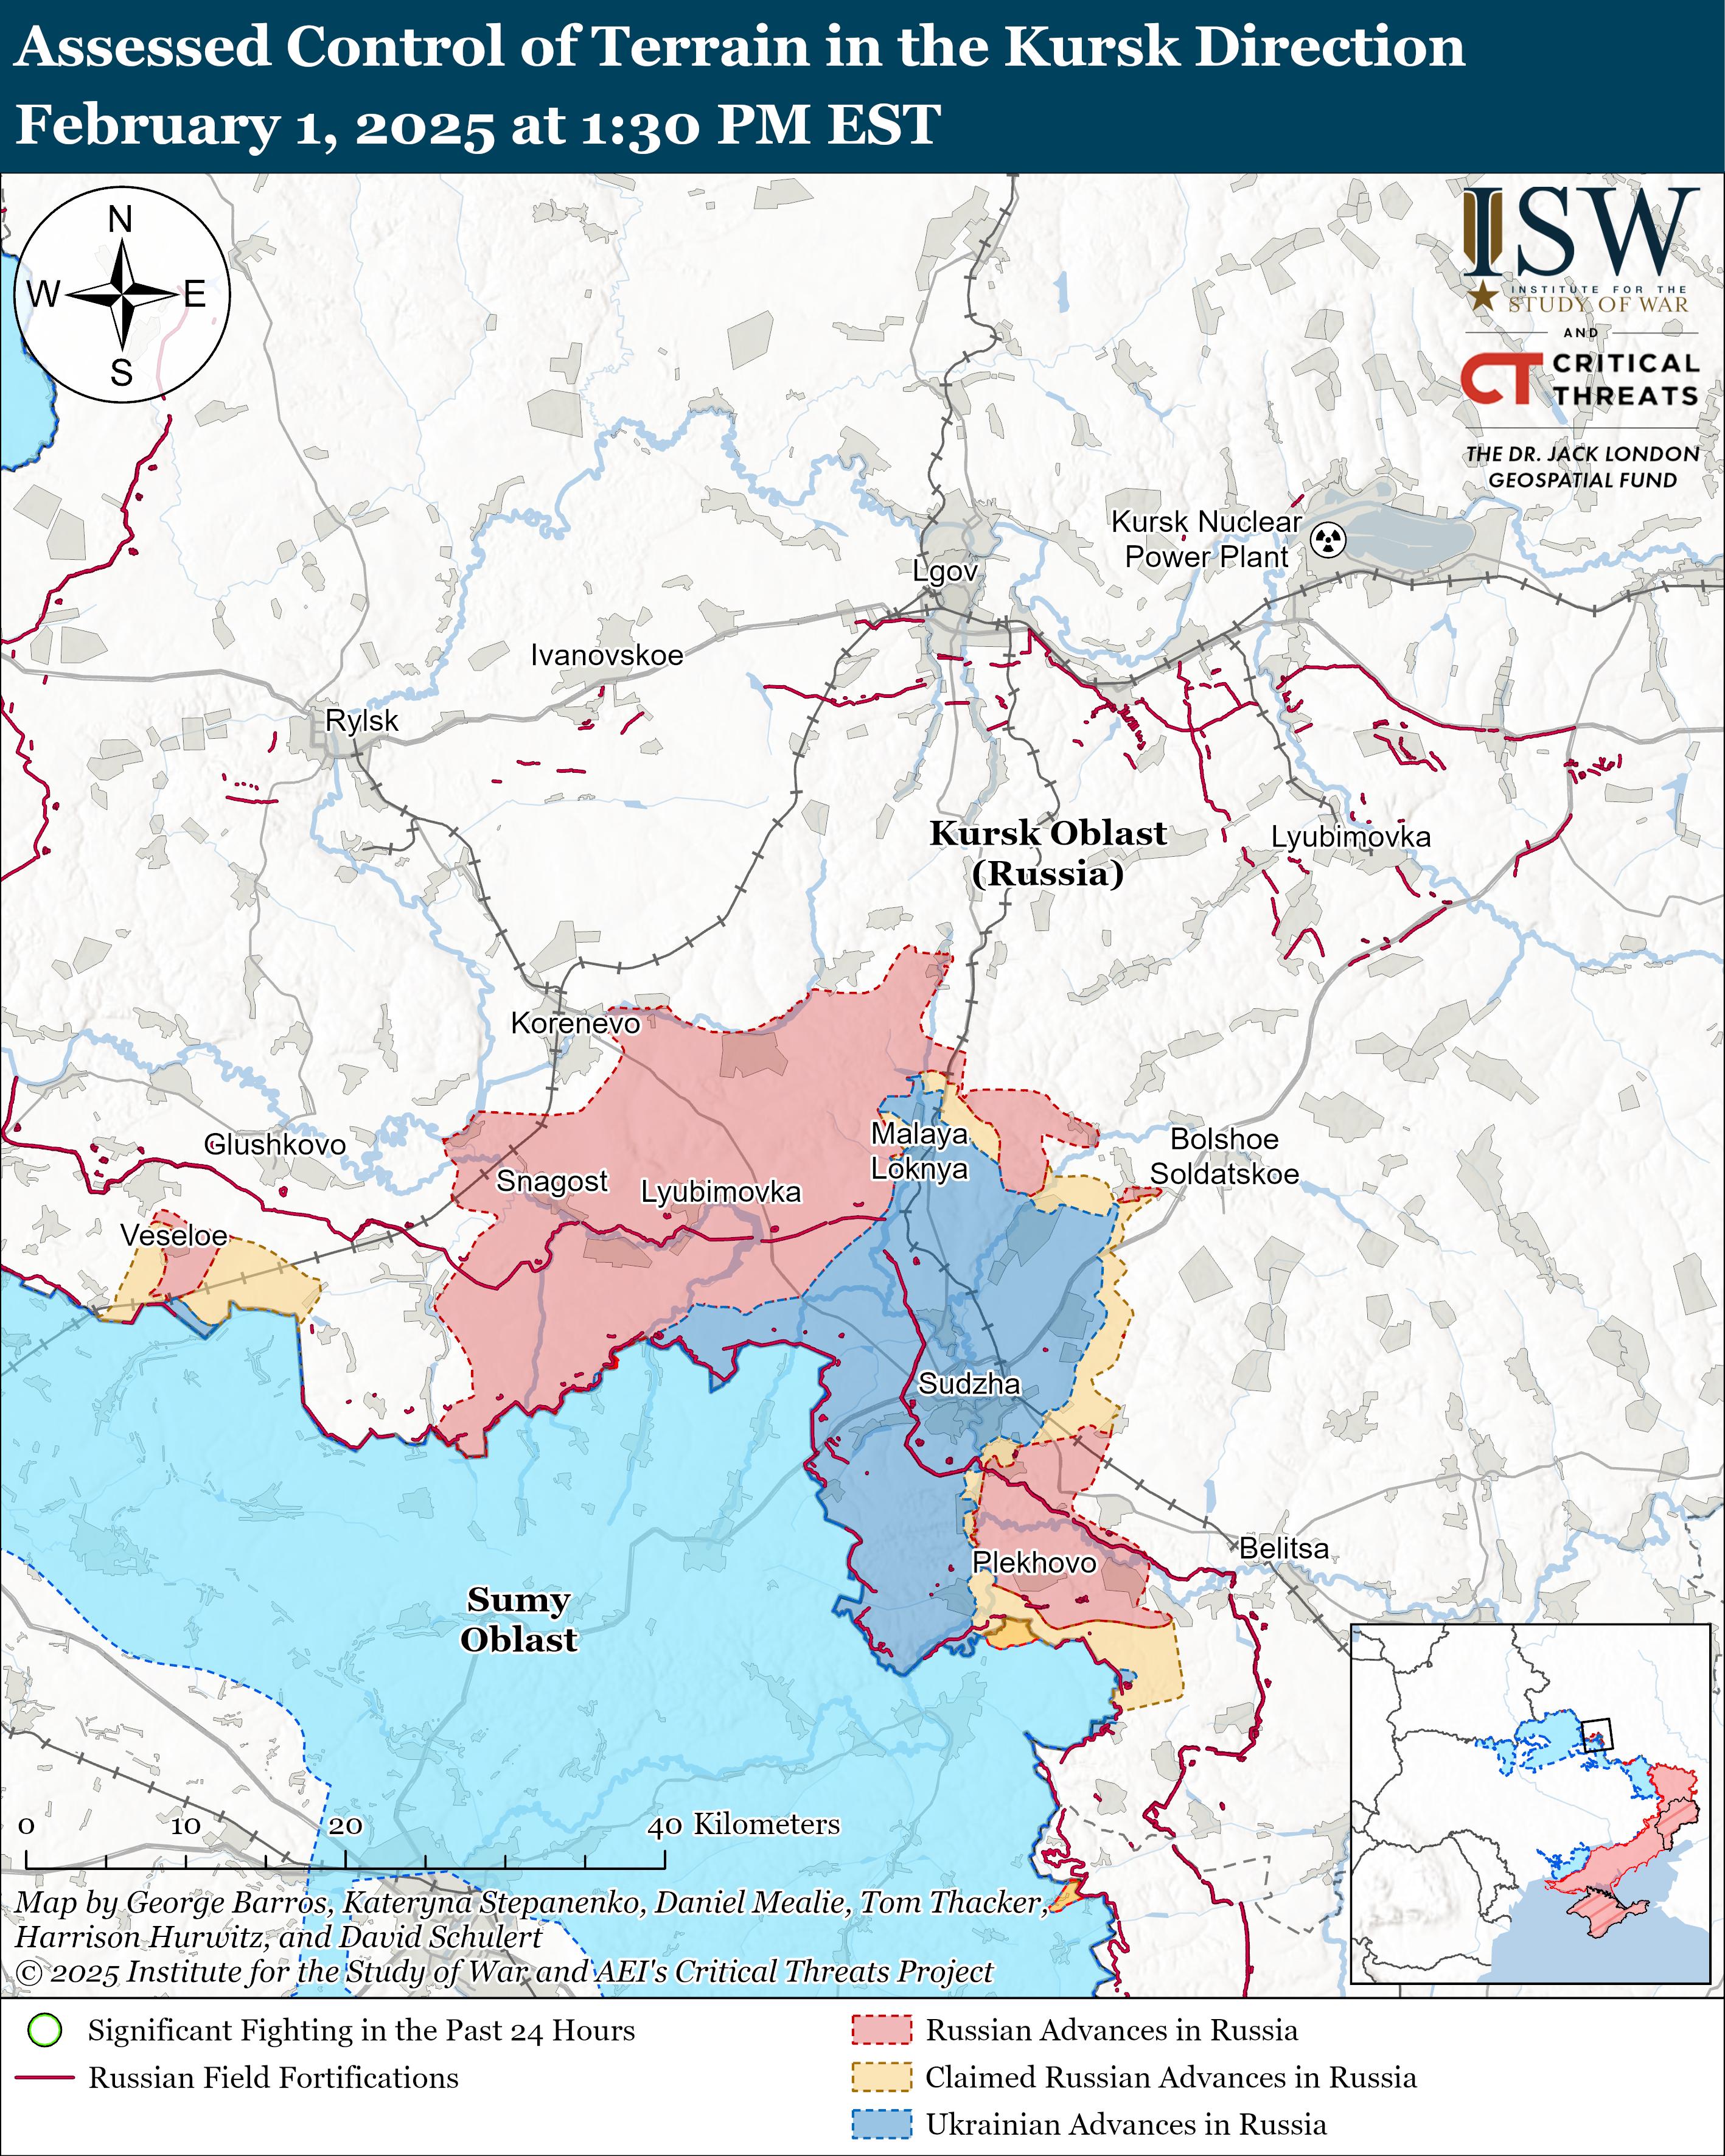 Assessed Control of Terrain in the Kursk Direction
February 1, 2025 at 1:30 PM EST
N
W
E
S
ISW
INSTITUTE FOR THE
STUDY OF WAR
AND
CT CRITICAL
THREATS
THE DR. JACK LONDON
GEOSPATIAL FUND
Kursk Nuclear
Power Plant
Lgov
Ivanovskoe
Rylsk
Kursk Oblast
(Russia)
Lyubimovka
Korenevo
Malaya
Loknya
Bolshoe
Soldatskoe
Glushkovo
Snagost
Lyubimovka
Veseloe
Sudzha
Plekhovo
Belitsa
Sumy
Oblast
0 10 20 40 Kilometers
Map by George Barros, Kateryna Stepanenko, Daniel Mealie, Tom Thacker,
Harrison Hurwitz, and David Schulert
© 2025 Institute for the Study of War and AEI's Critical Threats Project
Significant Fighting in the Past 24 Hours
Russian Field Fortifications
Russian Advances in Russia
Claimed Russian Advances in Russia
Ukrainian Advances in Russia